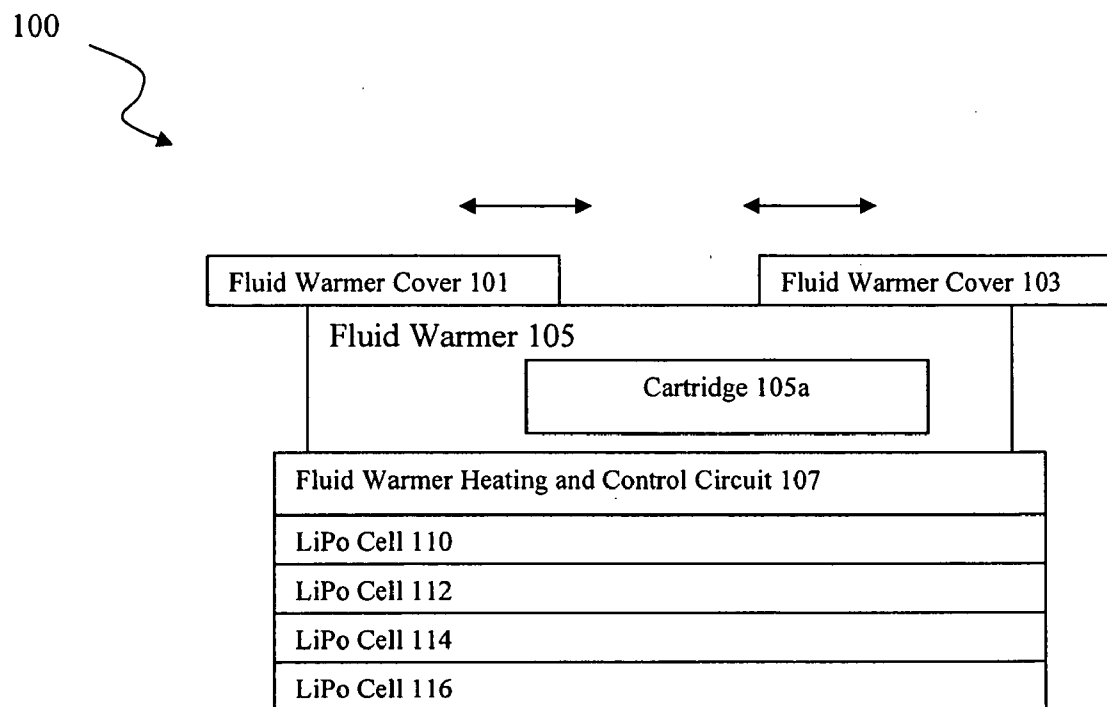 100
Fluid Warmer Cover 101
Fluid Warmer Cover 103
Fluid Warmer 105
Cartridge 105a
Fluid Warmer Heating and Control Circuit 107
LiPo Cell 110
LiPo Cell 112
LiPo Cell 114
LiPo Cell 116